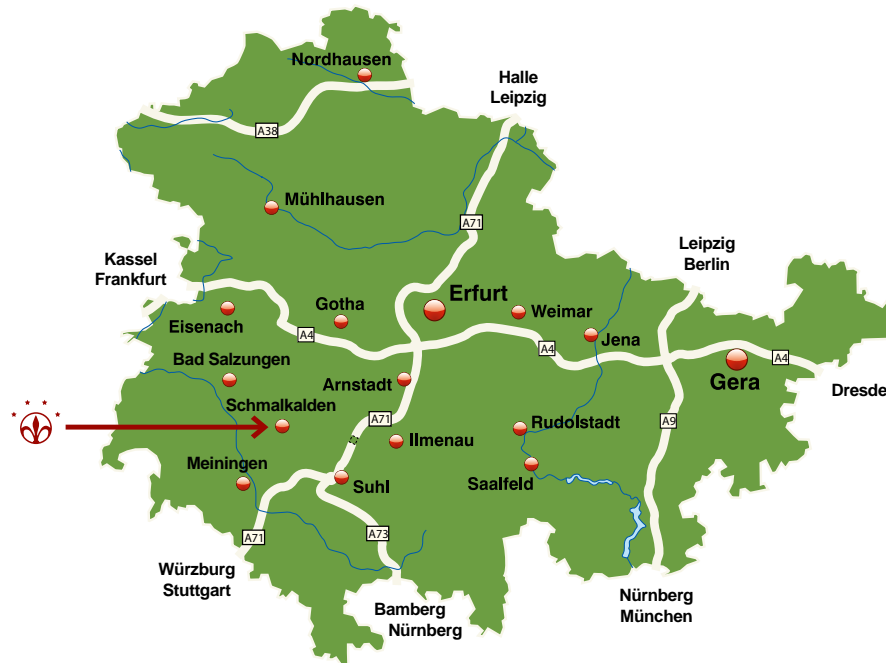 Nordhausen
Halle
Leipzig
A38
Mühlhausen
A71
Kassel
Frankfurt
Leipzig
Berlin
Gotha
Erfurt
Weimar
Eisenach
A4
Jena
A4
A4
Bad Salzungen
Arnstadt
Gera
Dresden
Schmalkalden
A71
Rudolstadt
A9
Ilmenau
Meiningen
Suhl
Saalfeld
A71
A73
Würzburg
Stuttgart
Bamberg
Nürnberg
Nürnberg
München